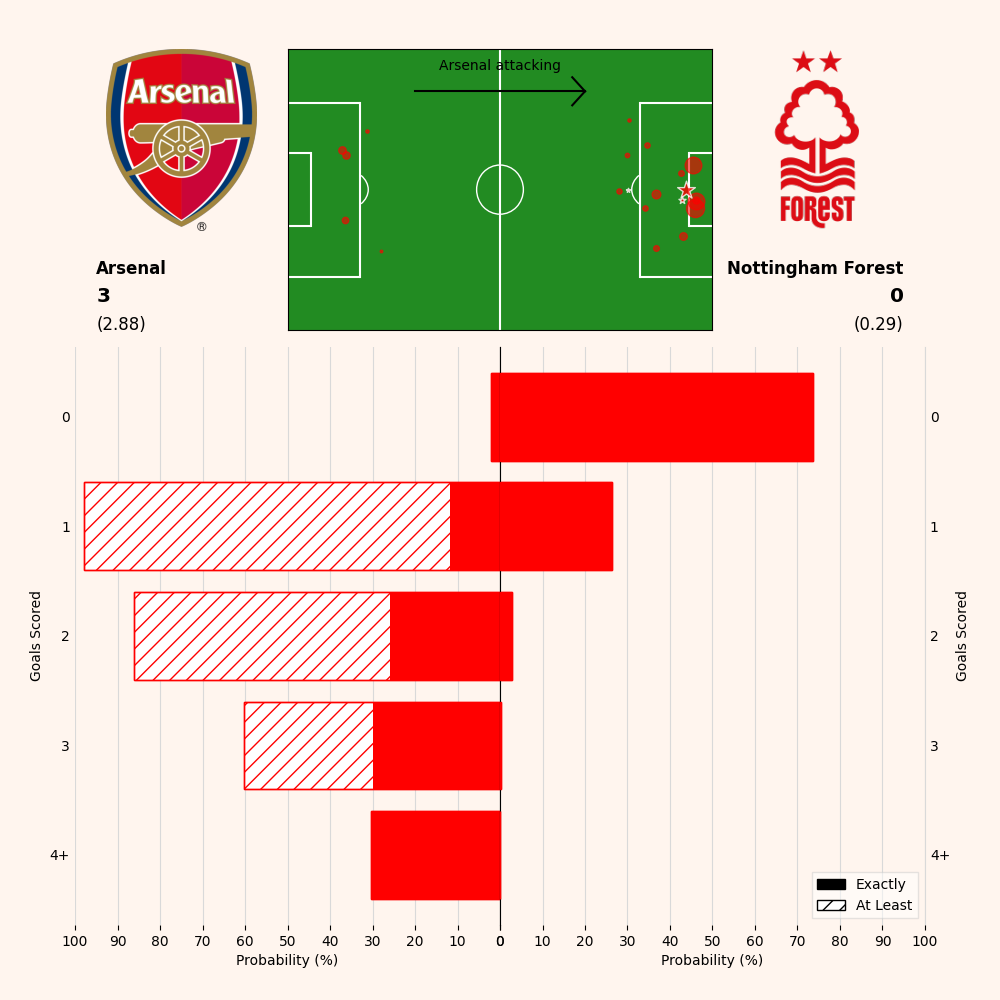 Arsenal
®
Arsenal attacking
FOREST
Arsenal
3
(2.88)
Nottingham Forest
0
(0.29)
0
1
2
3
4+
Goals Scored
0
1
2
3
4+
Goals Scored
Exactly
At Least
100 90 80 70 60 50 40 30 20 10 0
Probability (%)
0 10 20 30 40 50 60 70 80 90 100
Probability (%)